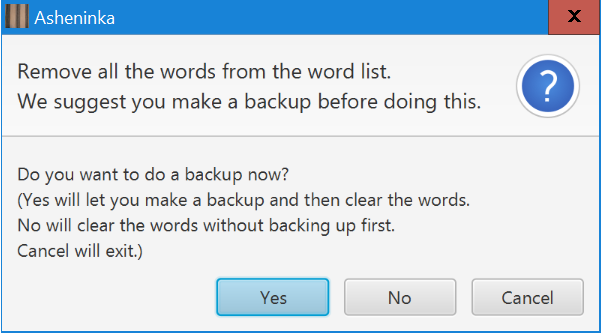 Asheninka
X
Remove all the words from the word list.
We suggest you make a backup before doing this.
?
Do you want to do a backup now?
(Yes will let you make a backup and then clear the words.
No will clear the words without backing up first.
Cancel will exit.)
Yes No Cancel